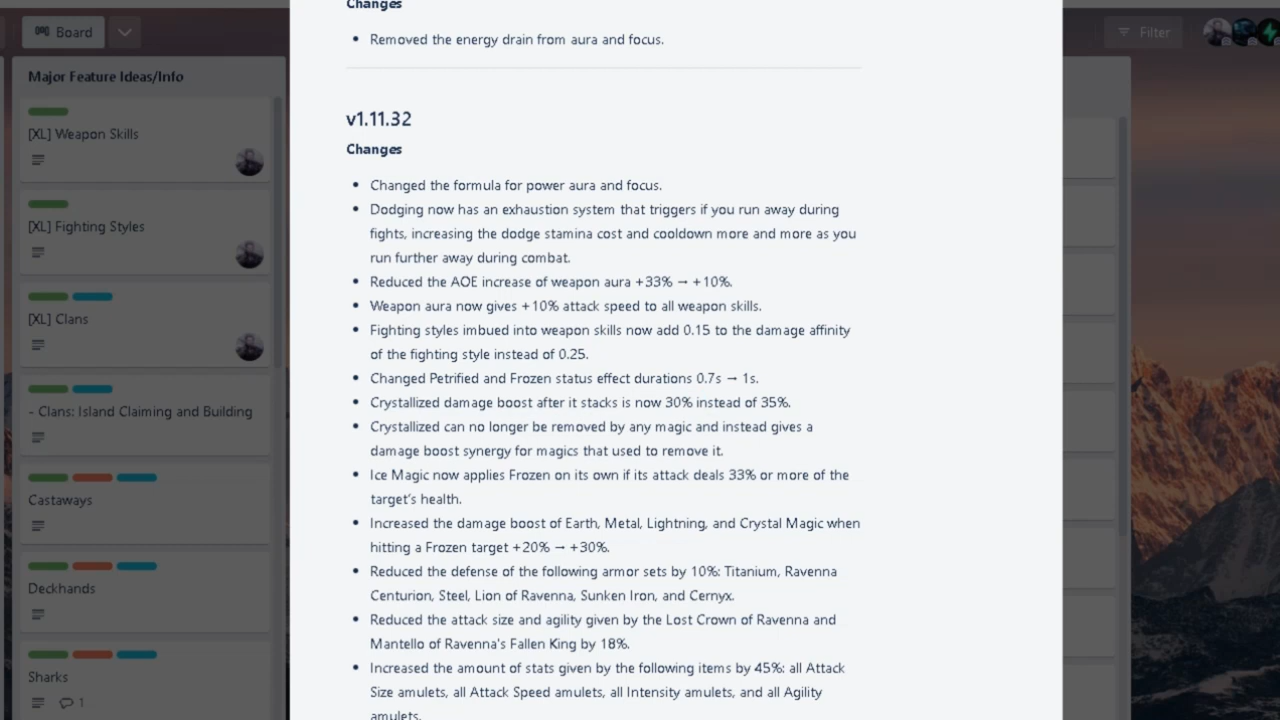 Changes
Removed the energy drain from aura and focus.
Board
Filter
Major Feature Ideas/Info
[XL] Weapon Skills
[XL] Fighting Styles
[XL] Clans
- Clans: Island Claiming and Building
Castaways
Deckhands
Sharks
1
v1.11.32
Changes
Changed the formula for power aura and focus.
Dodging now has an exhaustion system that triggers if you run away during
fights, increasing the dodge stamina cost and cooldown more and more as you
run further away during combat.
Reduced the AOE increase of weapon aura +33% → +10%.
Weapon aura now gives +10% attack speed to all weapon skills.
Fighting styles imbued into weapon skills now add 0.15 to the damage affinity
of the fighting style instead of 0.25.
Changed Petrified and Frozen status effect durations 0.7s → 1s.
Crystallized damage boost after it stacks is now 30% instead of 35%.
Crystallized can no longer be removed by any magic and instead gives a
damage boost synergy for magics that used to remove it.
Ice Magic now applies Frozen on its own if its attack deals 33% or more of the
target's health.
Increased the damage boost of Earth, Metal, Lightning, and Crystal Magic when
hitting a Frozen target +20% → +30%.
Reduced the defense of the following armor sets by 10%: Titanium, Ravenna
Centurion, Steel, Lion of Ravenna, Sunken Iron, and Cernyx.
Reduced the attack size and agility given by the Lost Crown of Ravenna and
Mantello of Ravenna's Fallen King by 18%.
Increased the amount of stats given by the following items by 45%: all Attack
Size amulets, all Attack Speed amulets, all Intensity amulets, and all Agility
amulets.